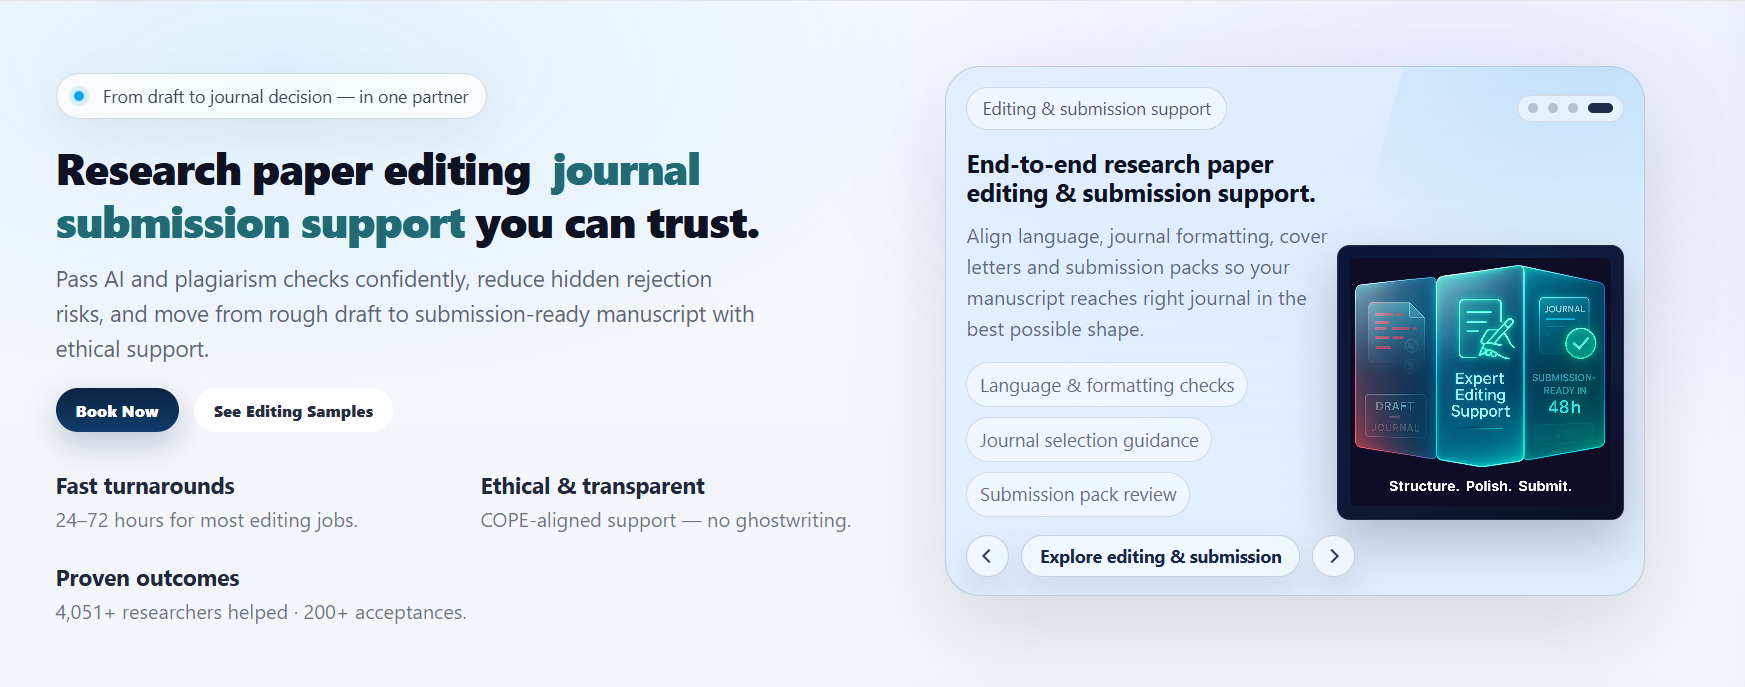 From draft to journal decision — in one partner
Research paper editing journal
submission support you can trust.
Pass AI and plagiarism checks confidently, reduce hidden rejection
risks, and move from rough draft to submission-ready manuscript with
ethical support.
Book Now
See Editing Samples
Fast turnarounds
24–72 hours for most editing jobs.
Ethical & transparent
COPE-aligned support — no ghostwriting.
Proven outcomes
4,051+ researchers helped · 200+ acceptances.
Editing & submission support
End-to-end research paper
editing & submission support.
Align language, journal formatting, cover
letters and submission packs so your
manuscript reaches right journal in the
best possible shape.
Language & formatting checks
Journal selection guidance
Submission pack review
Explore editing & submission
DRAFT
JOURNAL
Expert
Editing
Support
JOURNAL
SUBMISSION-
READY IN
48h
Structure. Polish. Submit.